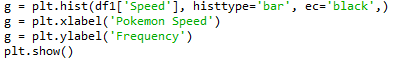 g = plt.hist(df1['Speed'], histtype='bar', ec='black',)
g = plt.xlabel('Pokemon Speed')
g = plt.ylabel('Frequency')
plt.show()